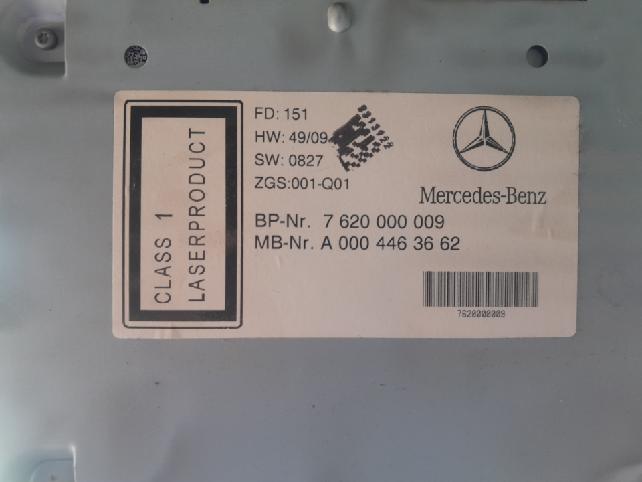 CLASS 1
LASERPRODUCT
FD: 151
HW: 49/09
SW: 0827
ZGS:001-Q01
Mercedes-Benz
BP-Nr. 7 620 000 009
MB-Nr. A 000 446 36 62
7620000009